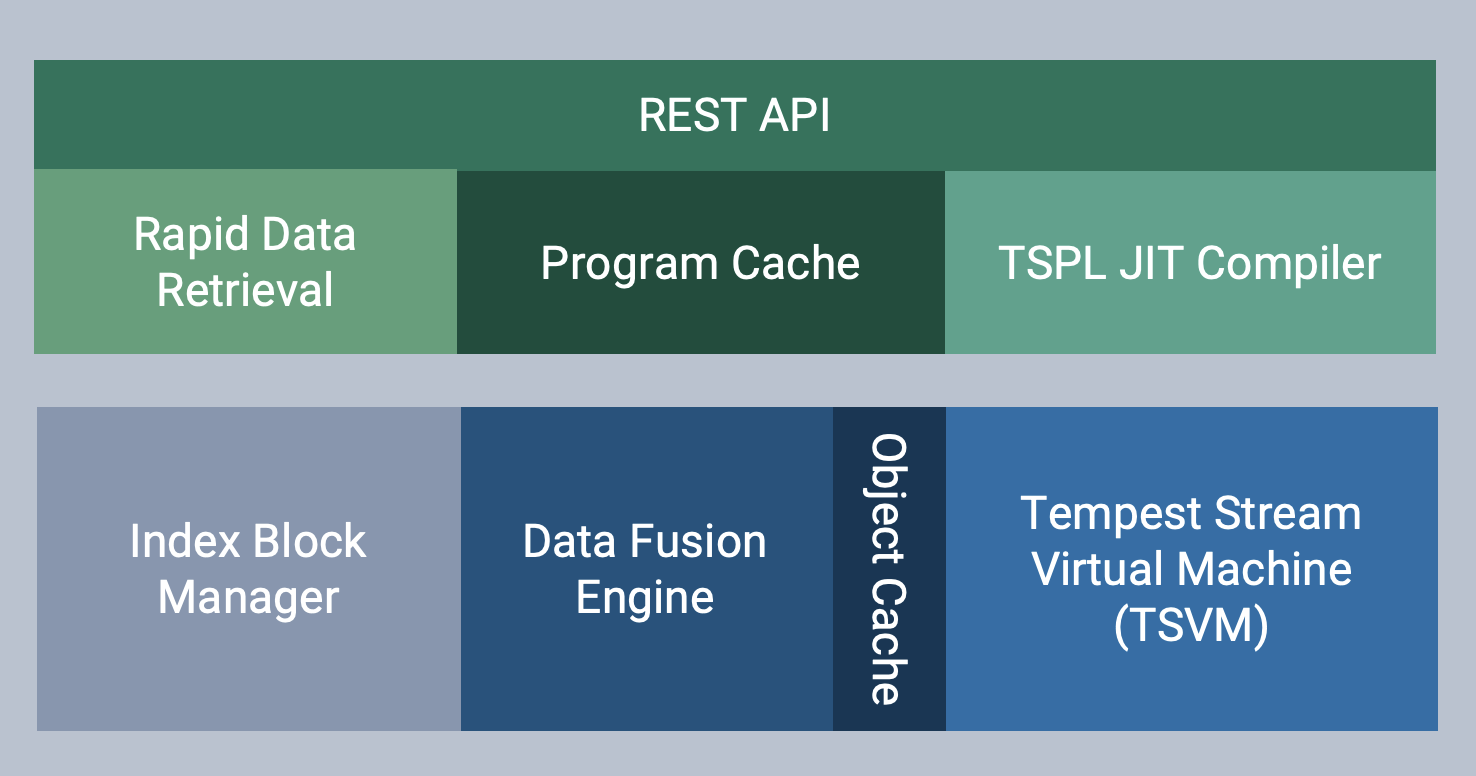 REST API
Rapid Data
Retrieval
Program Cache
TSPL JIT Compiler
Index Block
Manager
Data Fusion
Engine
Object Cache
Tempest Stream
Virtual Machine
(TSVM)